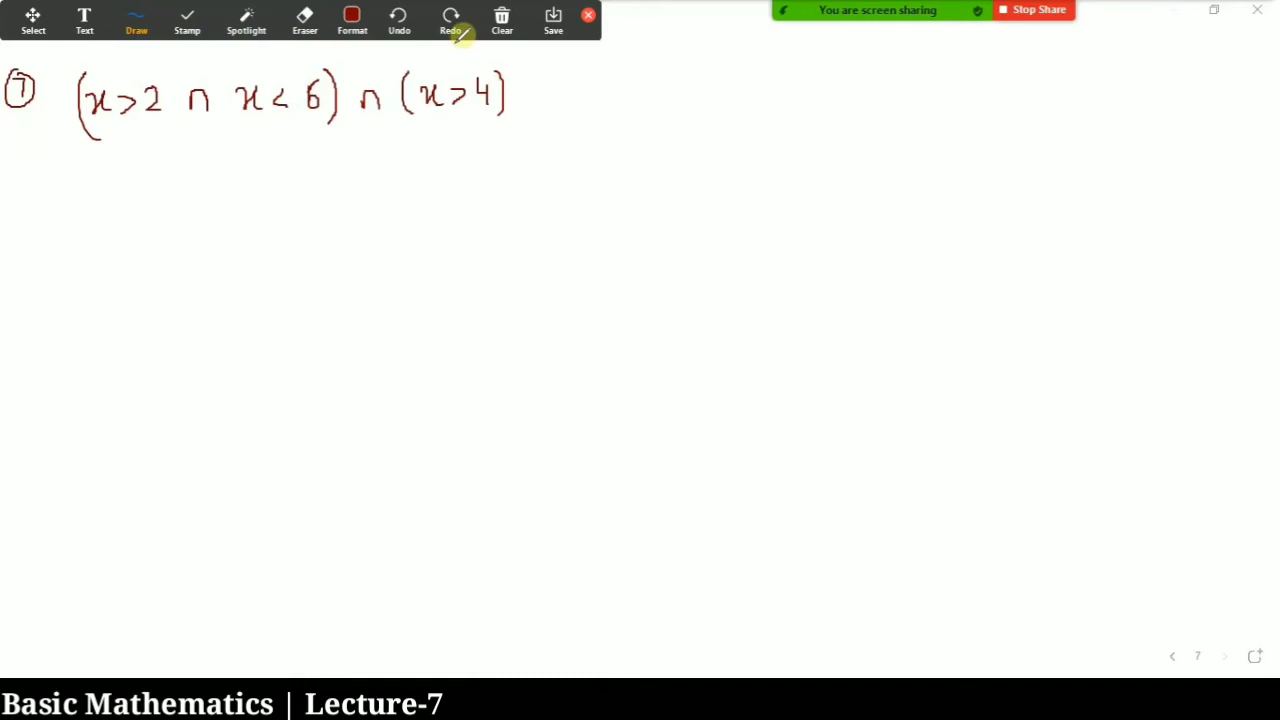 Select Text Draw Stamp Spotlight Eraser Format Undo Redo Clear Save
You are screen sharing Stop Share
⑦ (x>2 ∩ x<6) ∩ (x>4)
7
Basic Mathematics | Lecture-7